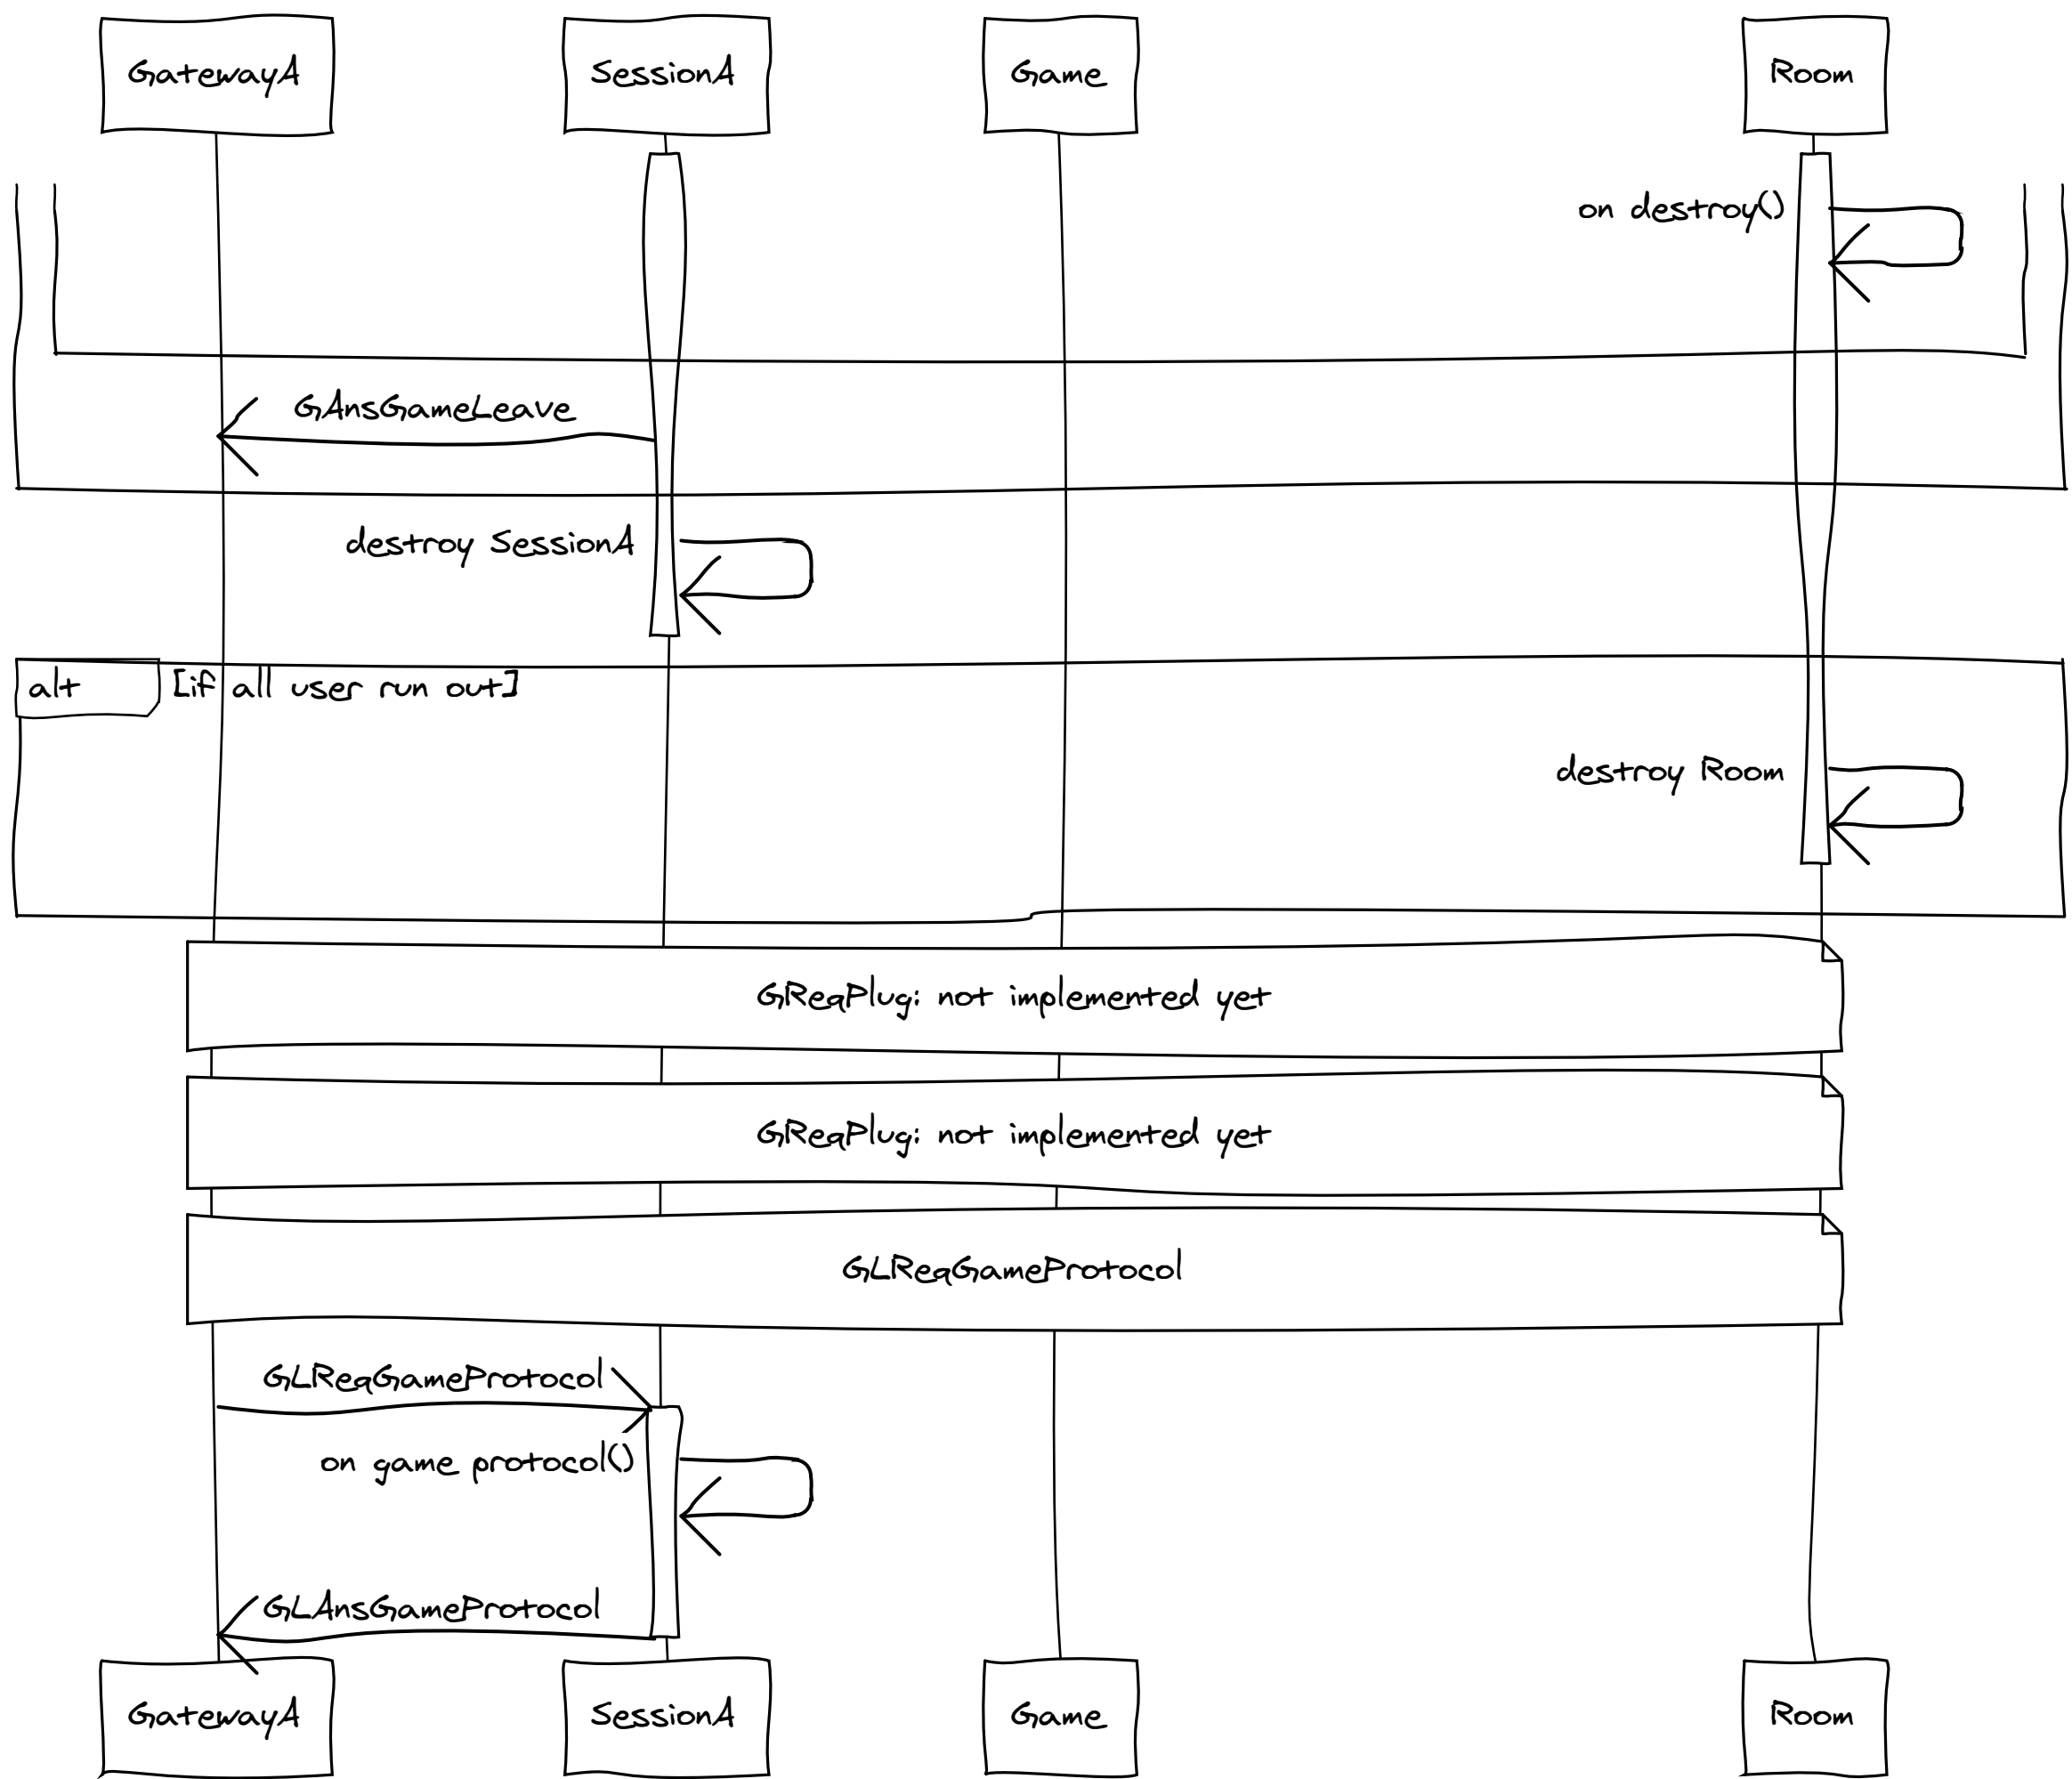 GatewayA
SessionA
Game
Room
on destroy()
GAnsGameLeave
destroy SessionA
alt
[if all user run out]
destroy Room
GReqPlug: not implemented yet
GReqPlug: not implemented yet
GLReqGameProtocol
GLReqGameProtocol
on game protocol()
GLAnsGameProtocol
GatewayA
SessionA
Game
Room